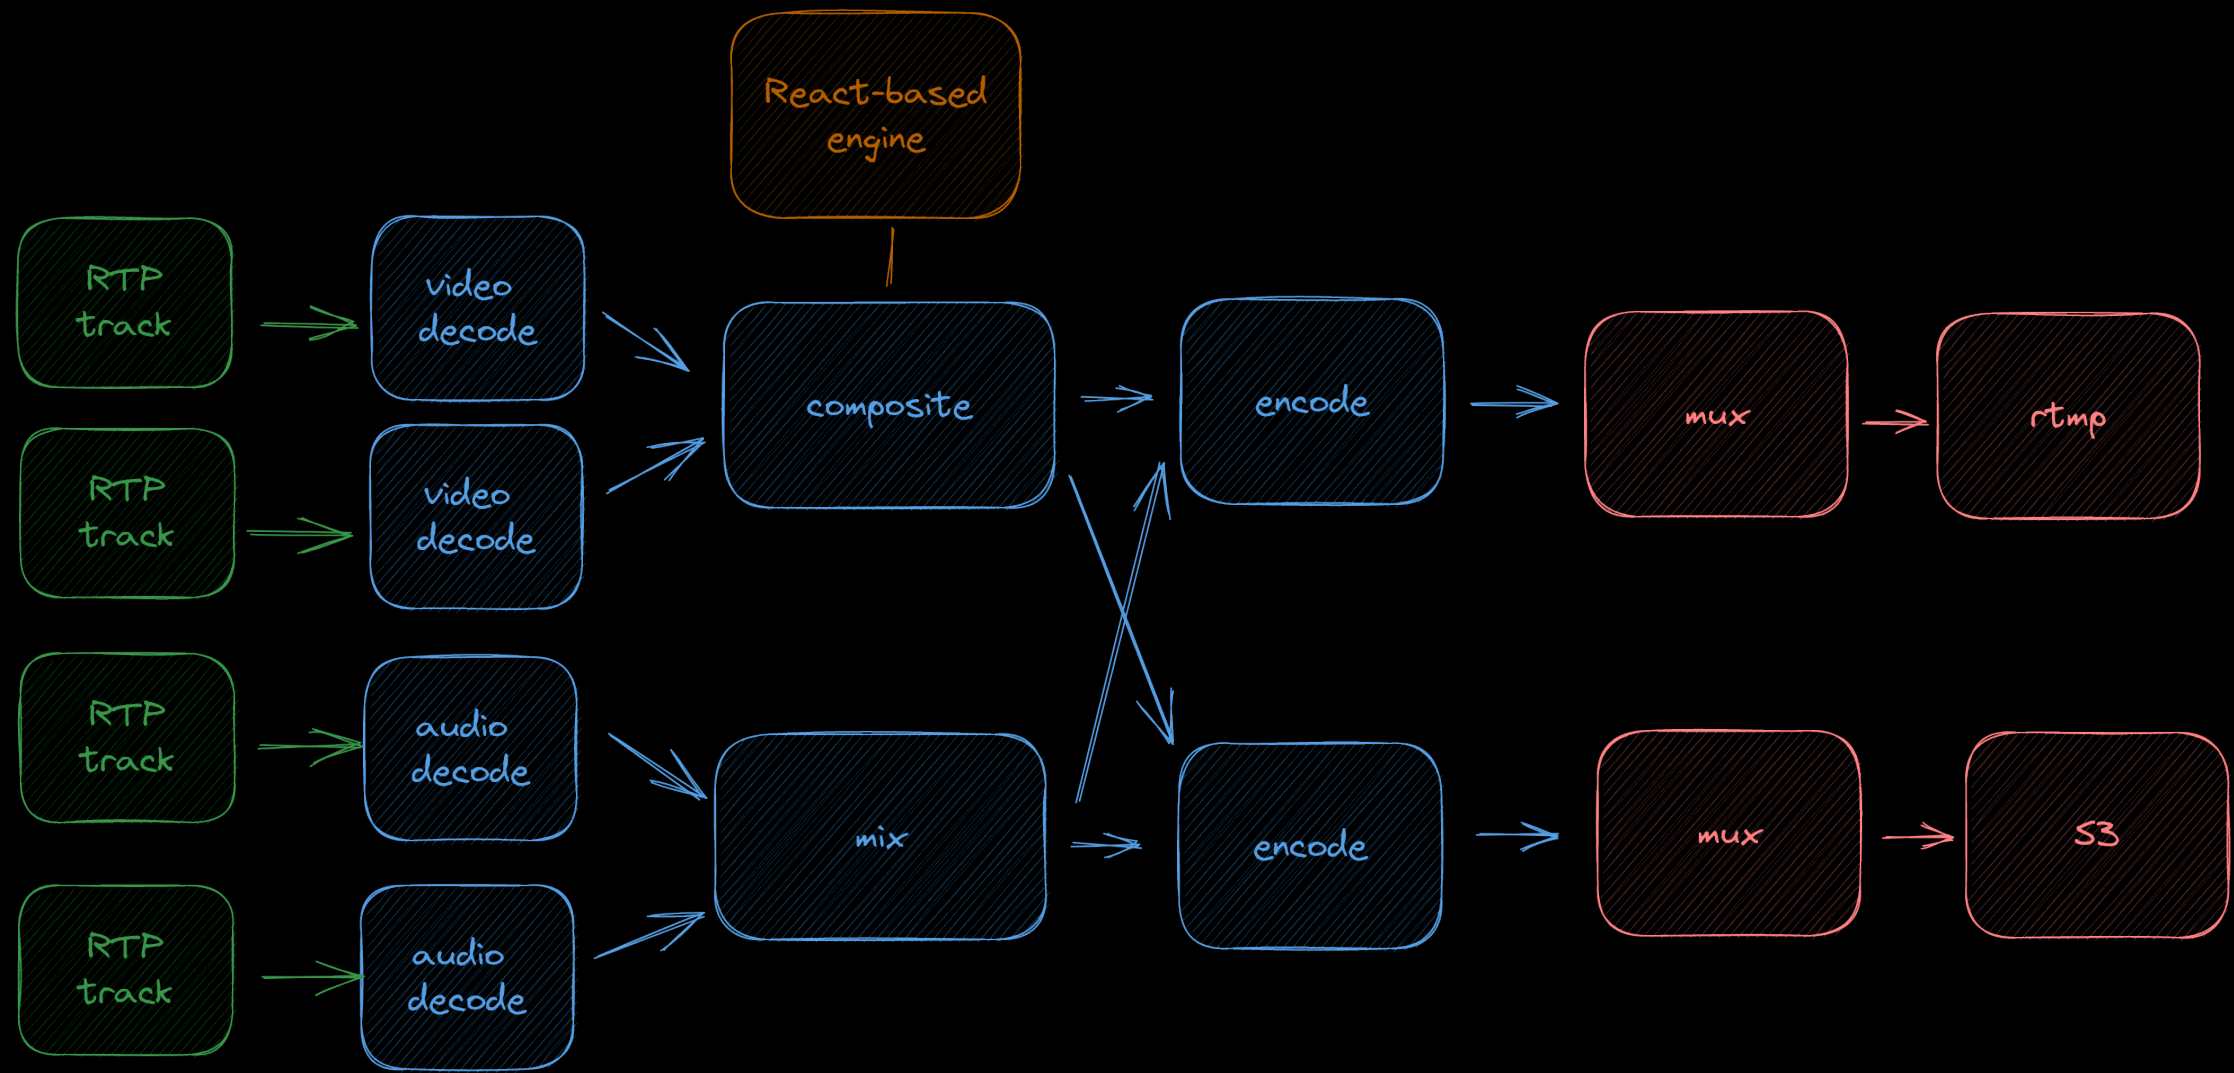 React-based
engine
RTP
track
video
decode
RTP
track
video
decode
composite
encode
mux
rtmp
RTP
track
audio
decode
RTP
track
audio
decode
mix
encode
mux
S3